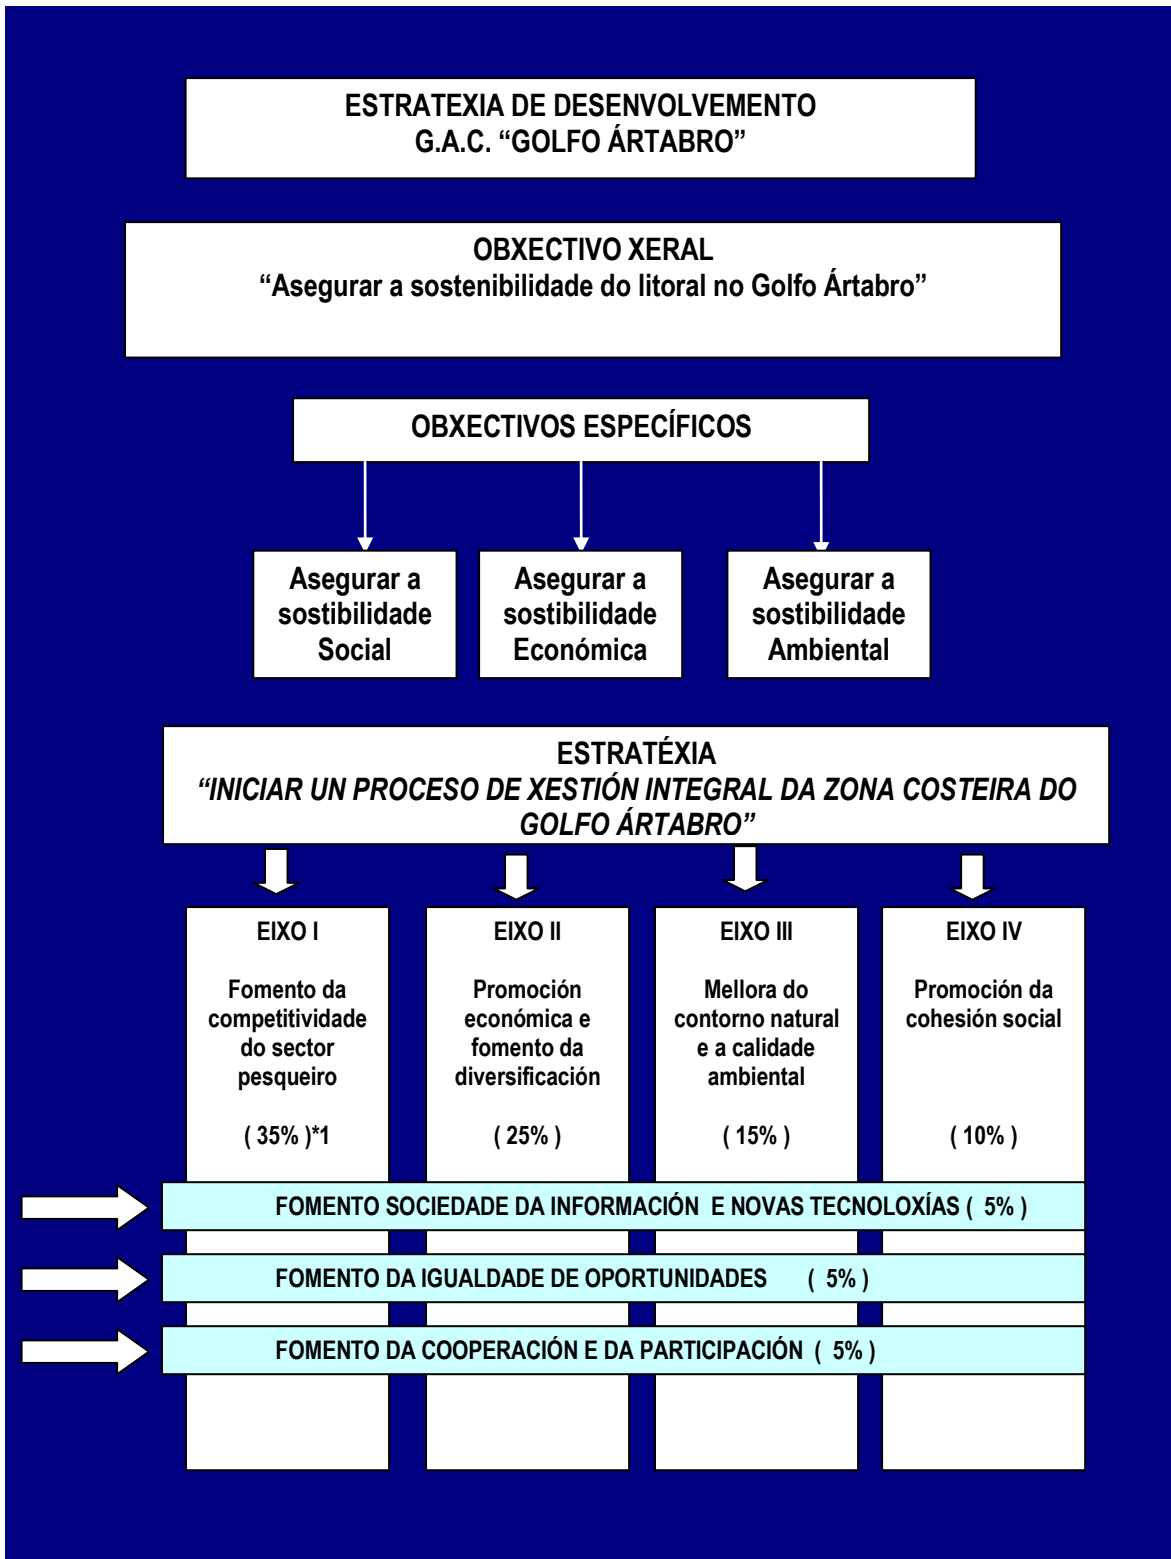 ESTRATEXIA DE DESENVOLVEMENTO
G.A.C. “GOLFO ÁRTABRO”
OBXECTIVO XERAL
“Asegurar a sostenibilidade do litoral no Golfo Ártabro”
OBXECTIVOS ESPECÍFICOS
Asegurar a
sostibilidade
Social
Asegurar a
sostibilidade
Económica
Asegurar a
sostibilidade
Ambiental
ESTRATÉXIA
“INICIAR UN PROCESO DE XESTIÓN INTEGRAL DA ZONA COSTEIRA DO
GOLFO ÁRTABRO”
EIXO I
Fomento da
competitividade
do sector
pesqueiro
( 35% )*1
EIXO II
Promoción
económica e
fomento da
diversificación
( 25% )
EIXO III
Mellora do
contorno natural
e a calidade
ambiental
( 15% )
EIXO IV
Promoción da
cohesión social
( 10% )
FOMENTO SOCIEDADE DA INFORMACIÓN E NOVAS TECNOLOXÍAS ( 5% )
FOMENTO DA IGUALDADE DE OPORTUNIDADES ( 5% )
FOMENTO DA COOPERACIÓN E DA PARTICIPACIÓN ( 5% )